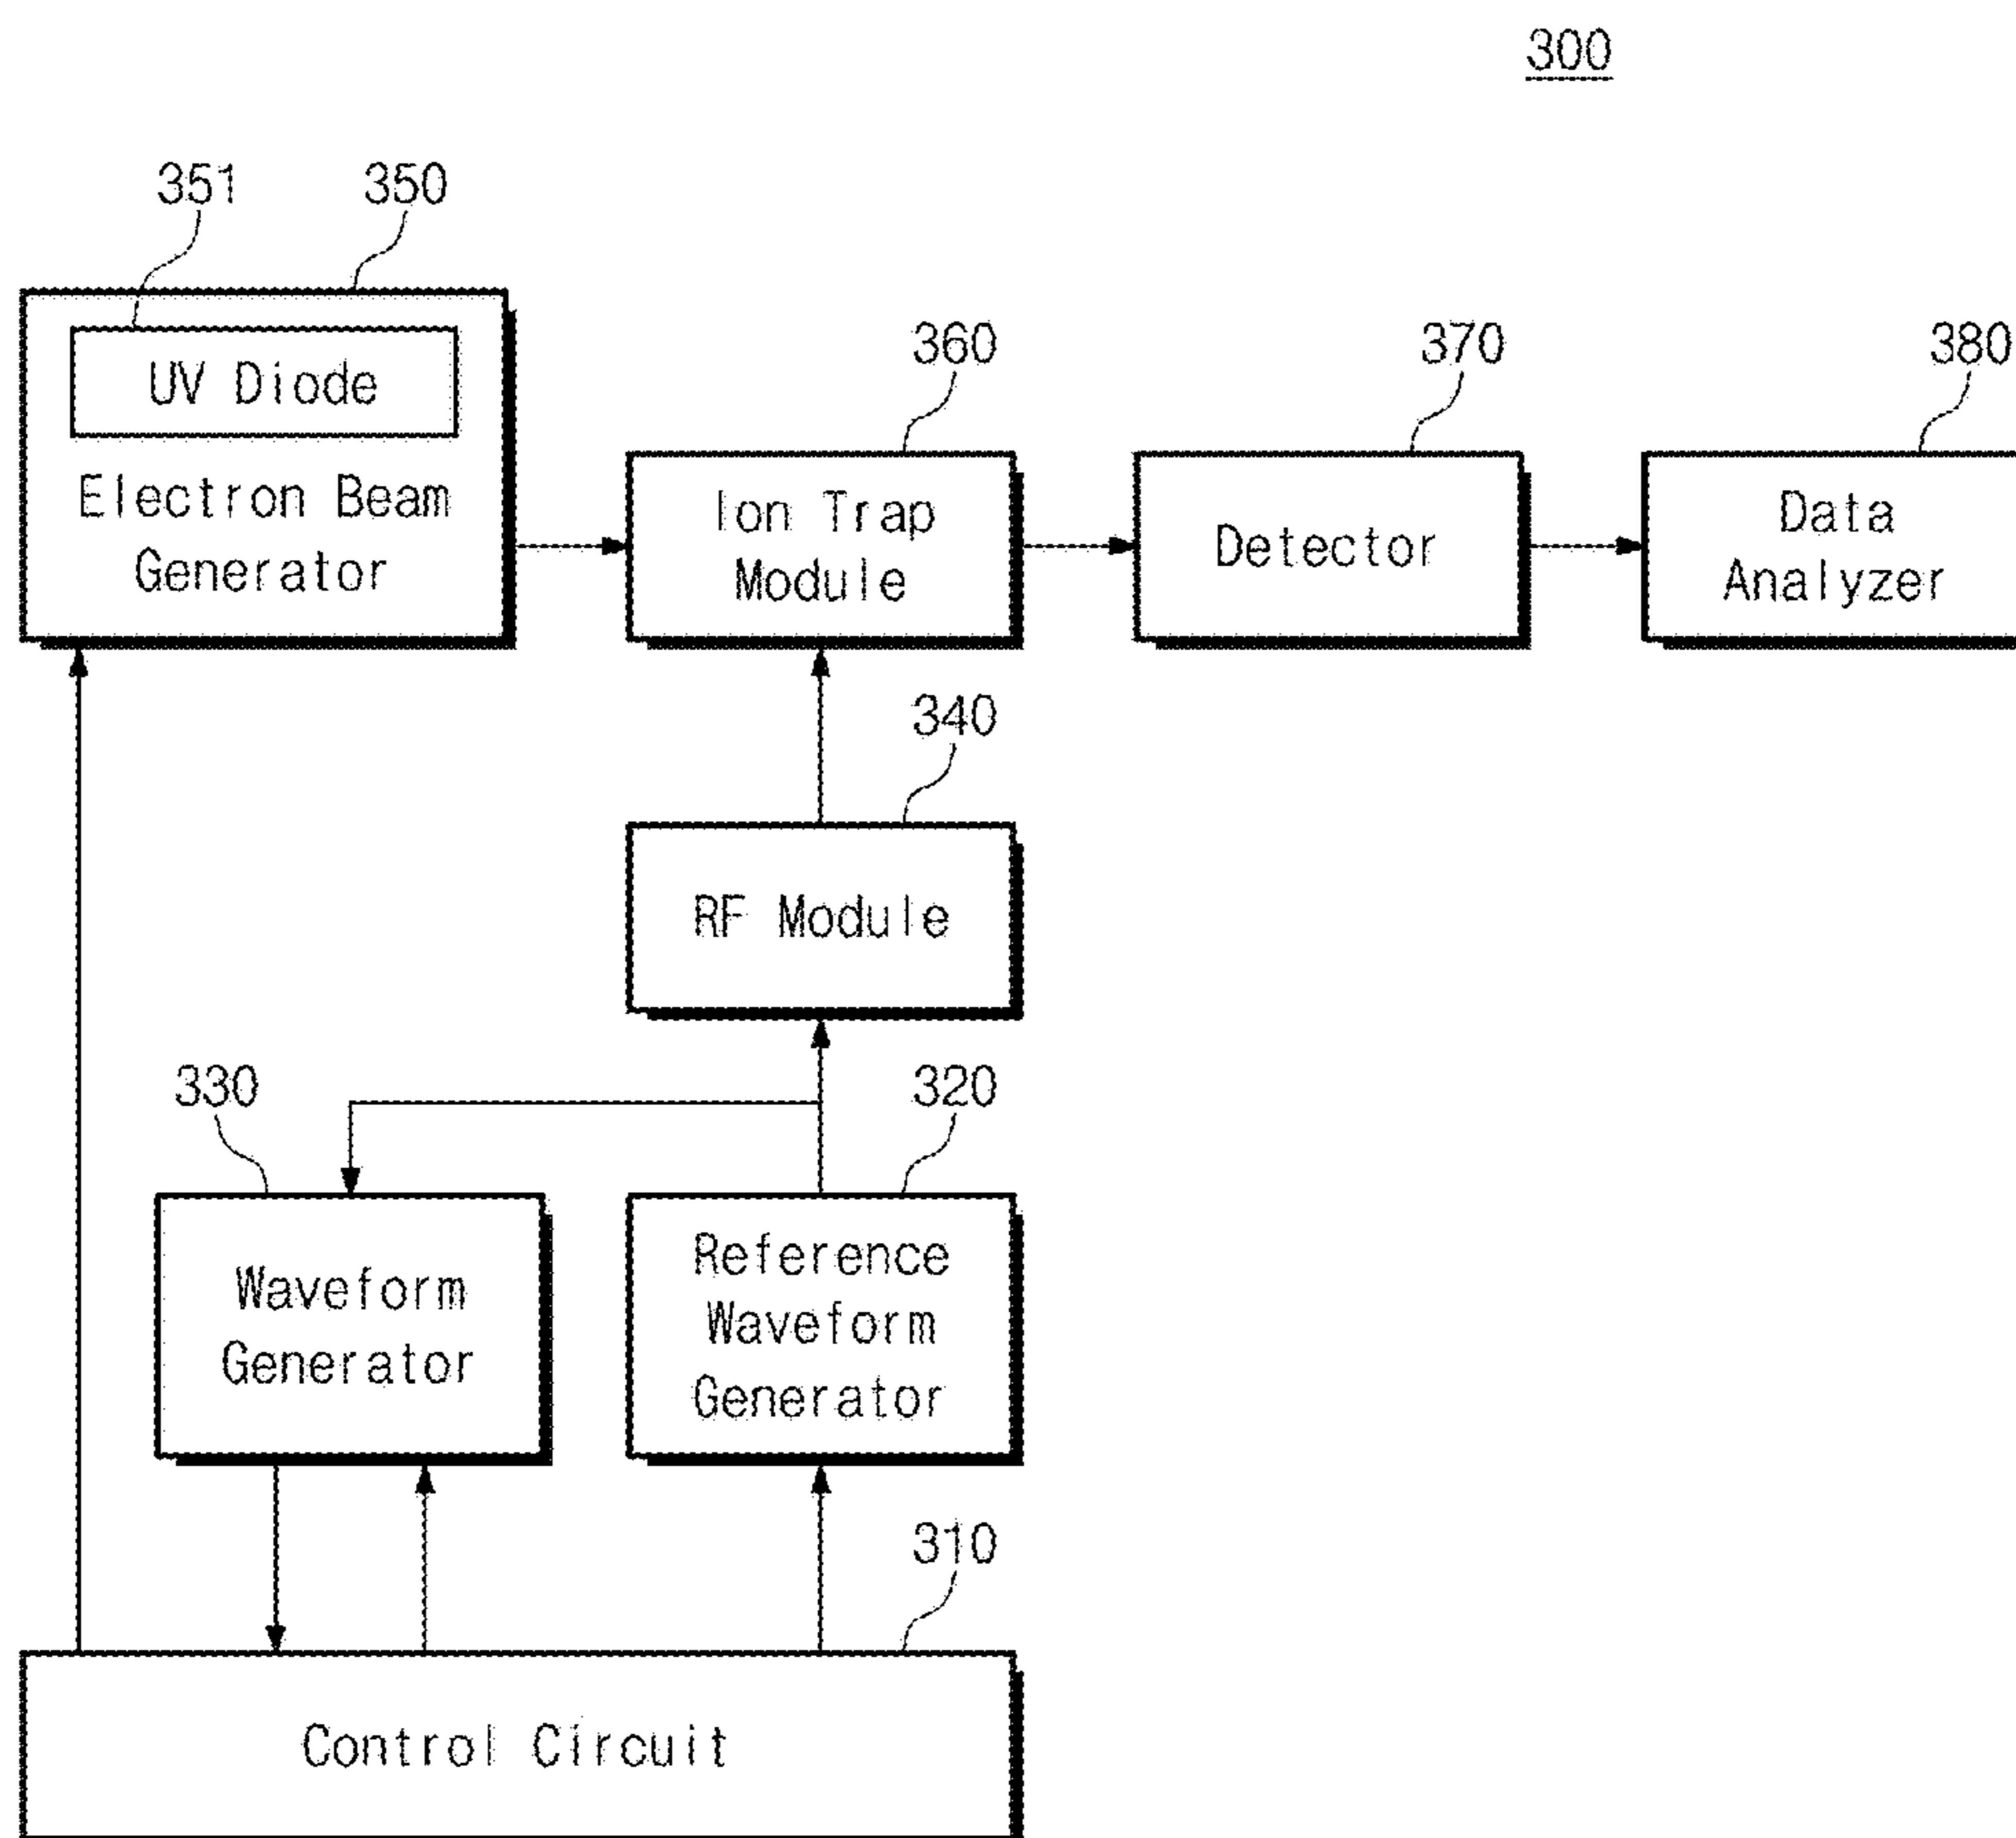 300
351
350
UV Diode
Electron Beam
Generator
360
Ion Trap
Module
370
Detector
380
Data
Analyzer
340
RF Module
330
Waveform
Generator
320
Reference
Waveform
Generator
310
Control Circuit